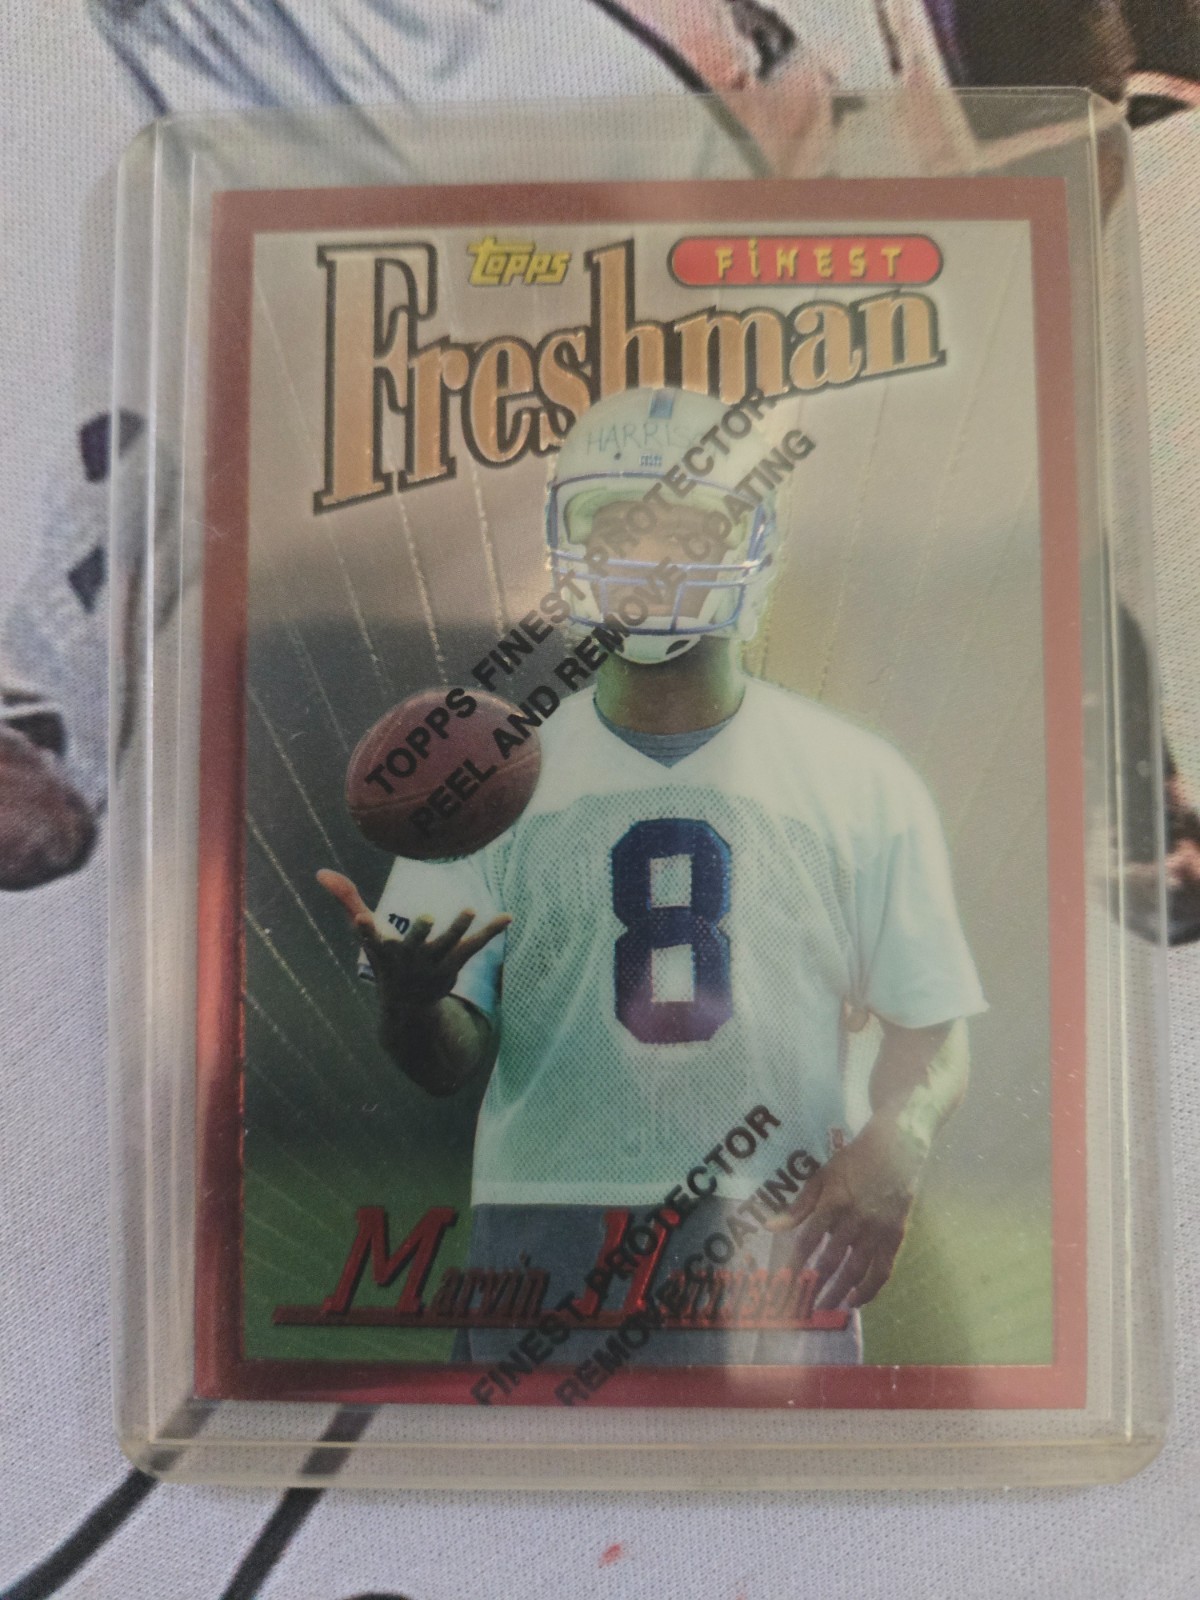 topps
FINEST
Freshman
HARRIS
TOPPS FINEST PROTECTOR
PEEL AND REMOVE COATING
8
FINEST PROTECTOR
REMOVE COATING
Marvin Harrison